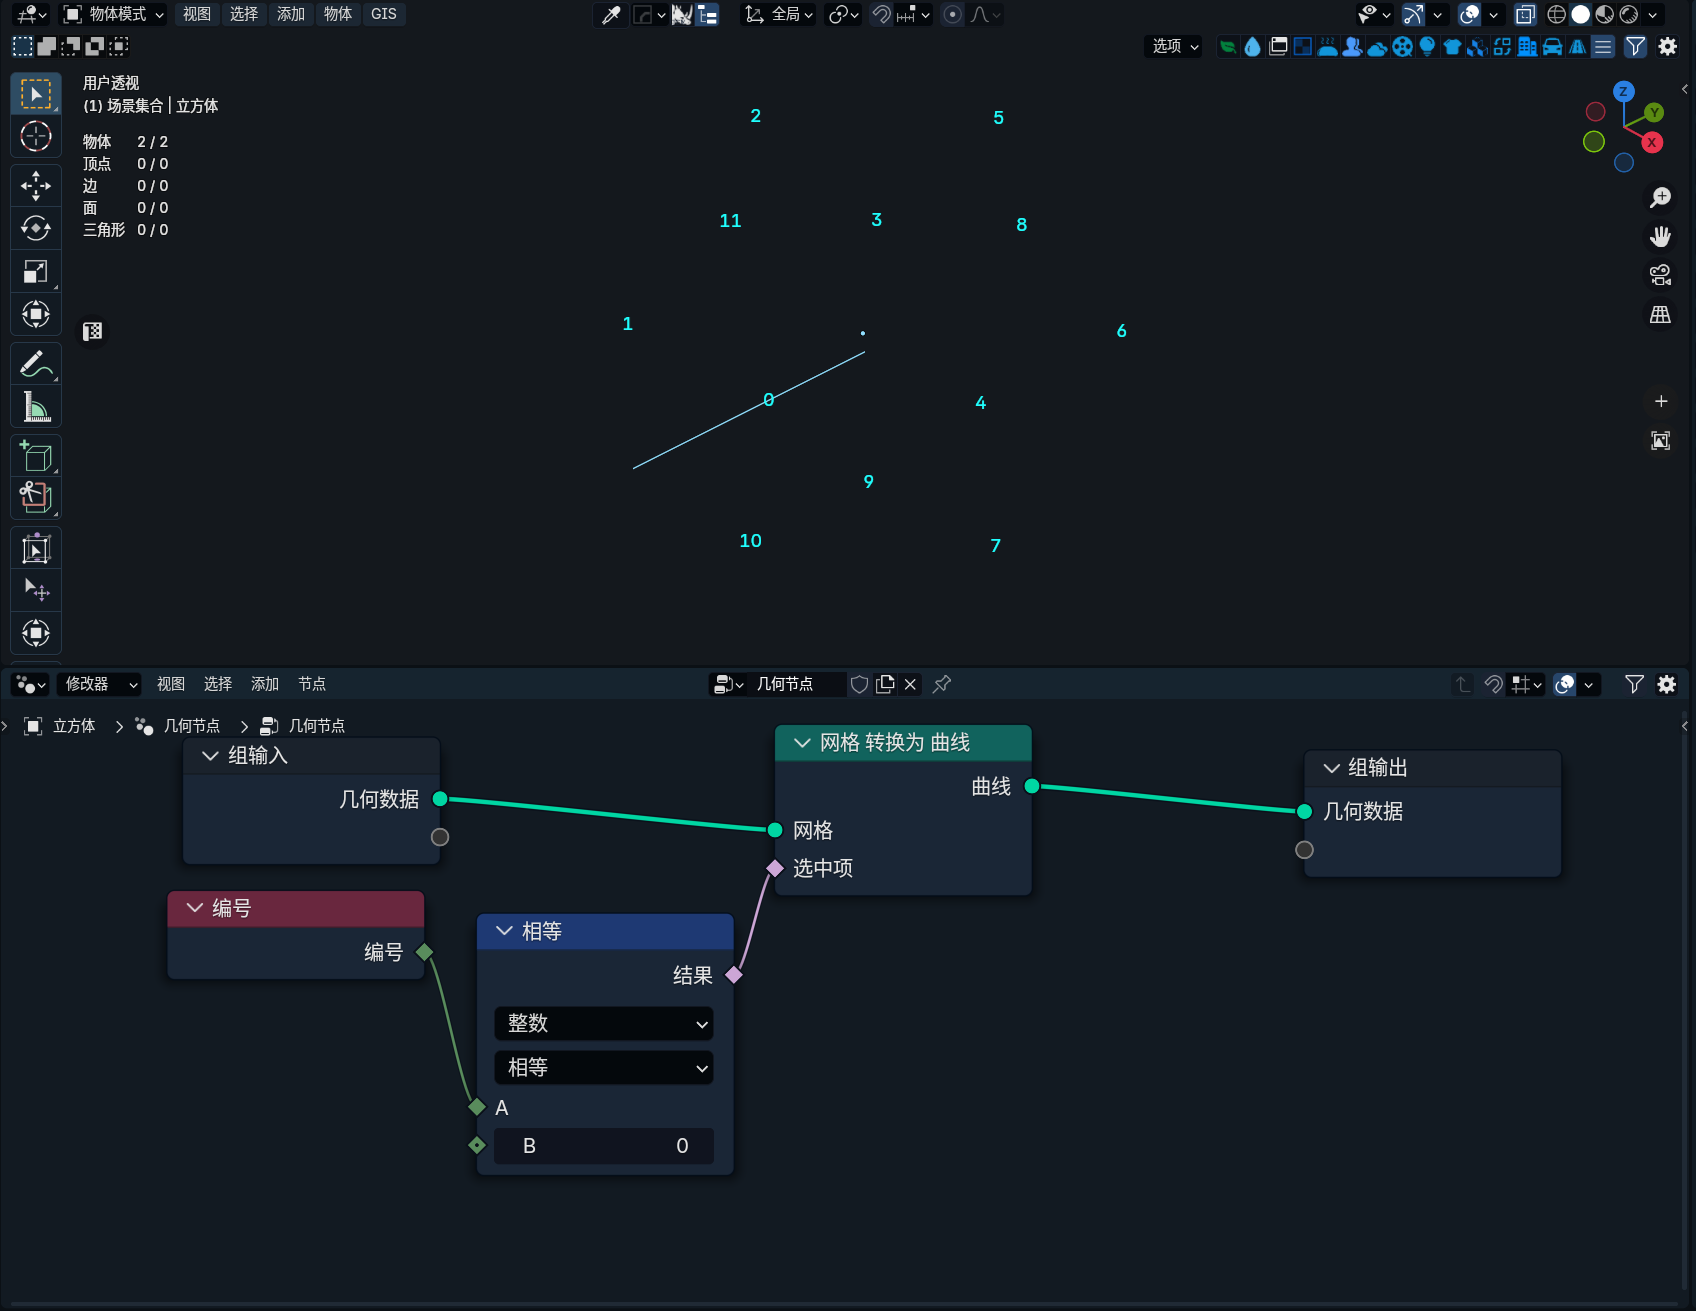 物体模式 视图 选择 添加 物体 GIS 全局
选项
用户透视
(1) 场景集合 | 立方体
物体 2 / 2
顶点 0 / 0
边 0 / 0
面 0 / 0
三角形 0 / 0
Z
Y
X
2 5
11 3 8
1 6
0 4
9
10 7
修改器 视图 选择 添加 节点 几何节点
立方体 几何节点 几何节点
组输入
几何数据
网格 转换为 曲线
曲线
网格
选中项
组输出
几何数据
编号
编号
相等
结果
整数
相等
A
B 0